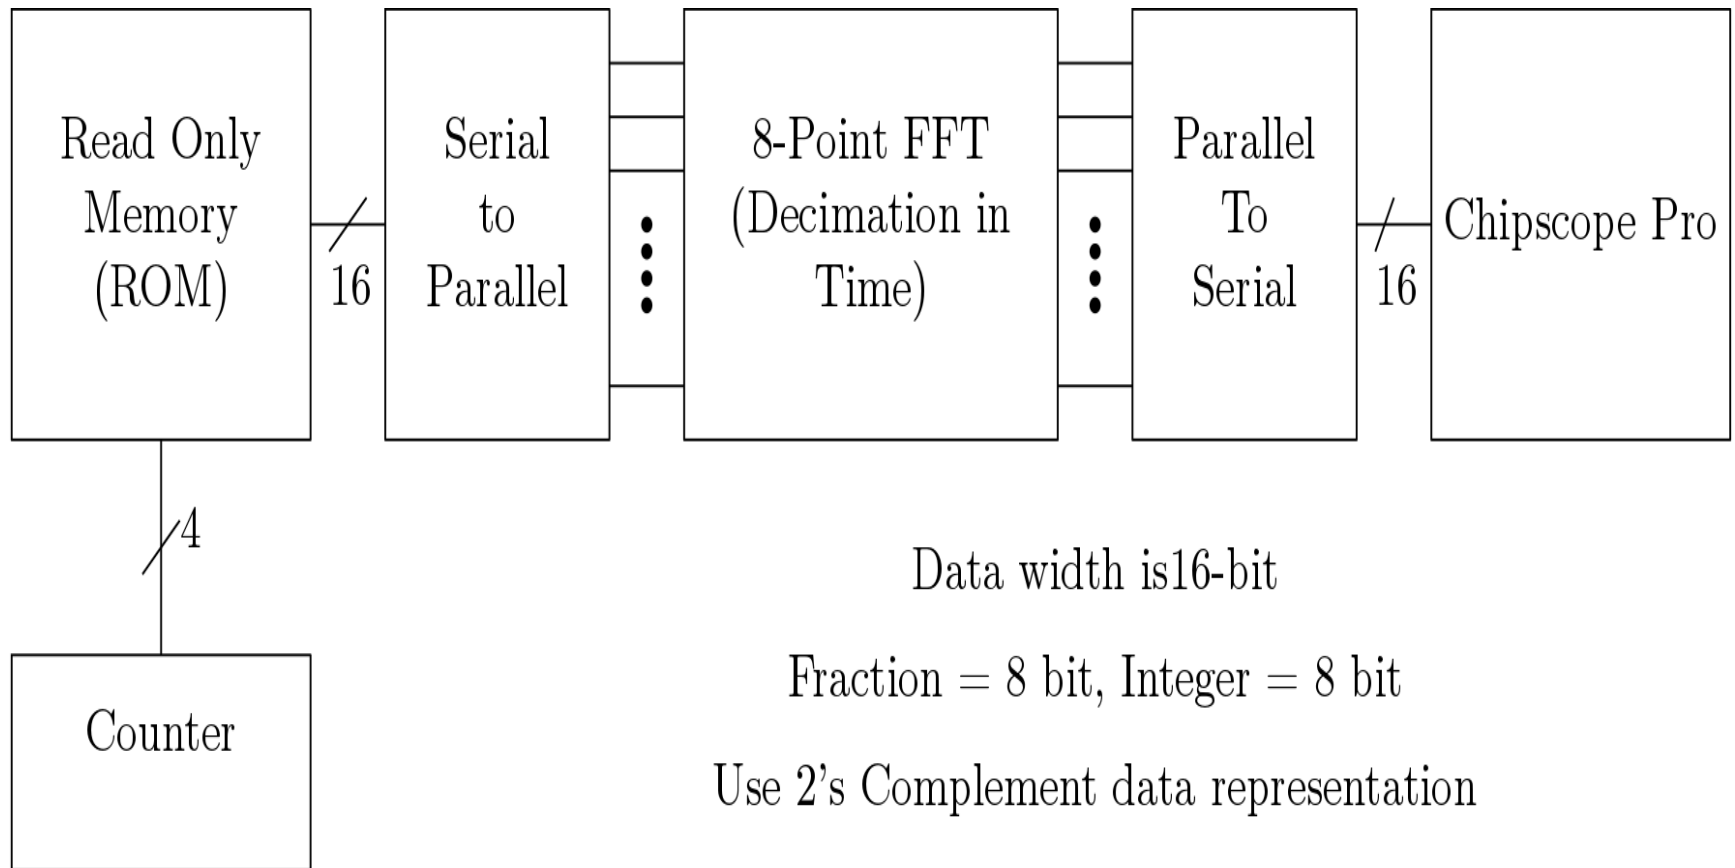 Read Only
Memory
(ROM)
16
Serial
to
Parallel
8-Point FFT
(Decimation in
Time)
Parallel
To
Serial
16
Chipscope Pro
4
Counter
Data width is16-bit
Fraction = 8 bit, Integer = 8 bit
Use 2's Complement data representation